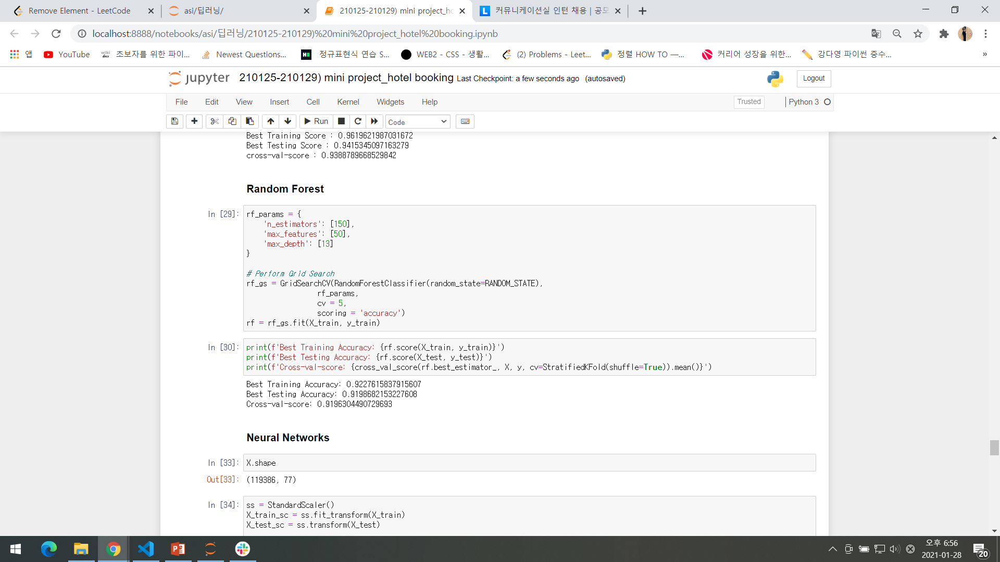 Remove Element - LeetCode
asi/딥러닝/
210125-210129) mini project_ho
커뮤니케이션실 인턴 채용 | 공모
localhost:8888/notebooks/asi/딥러닝/210125-210129)%20mini%20project_hotel%20booking.ipynb
앱
YouTube
초보자를 위한 파이...
Newest Questions...
정규표현식 연습 S...
WEB2 - CSS - 생활...
(2) Problems - Leet...
정렬 HOW TO —...
커리어 성장을 위한...
강다영 파이썬 중수...
»
jupyter 210125-210129) mini project_hotel booking Last Checkpoint: a few seconds ago (autosaved)
Logout
File Edit View Insert Cell Kernel Widgets Help
Trusted
Python 3
Run
Code
Best Training Score : 0.9619621987031672
Best Testing Score : 0.9415345097163279
cross-val-score : 0.9388789668529842
Random Forest
In [29]:
rf_params = {
'n_estimators': [150],
'max_features': [50],
'max_depth': [13]
}
# Perform Grid Search
rf_gs = GridSearchCV(RandomForestClassifier(random_state=RANDOM_STATE),
rf_params,
cv = 5,
scoring = 'accuracy')
rf = rf_gs.fit(X_train, y_train)
In [30]:
print(f'Best Training Accuracy: {rf.score(X_train, y_train)}')
print(f'Best Testing Accuracy: {rf.score(X_test, y_test)}')
print(f'Cross-val-score: {cross_val_score(rf.best_estimator_, X, y, cv=StratifiedKFold(shuffle=True)).mean()}')
Best Training Accuracy: 0.9227615837915607
Best Testing Accuracy: 0.9198682153227608
Cross-val-score: 0.9196304490729693
Neural Networks
In [33]:
X.shape
Out[33]:
(119386, 77)
In [34]:
ss = StandardScaler()
X_train_sc = ss.fit_transform(X_train)
X_test_sc = ss.transform(X_test)
오후 6:56
2021-01-28
20